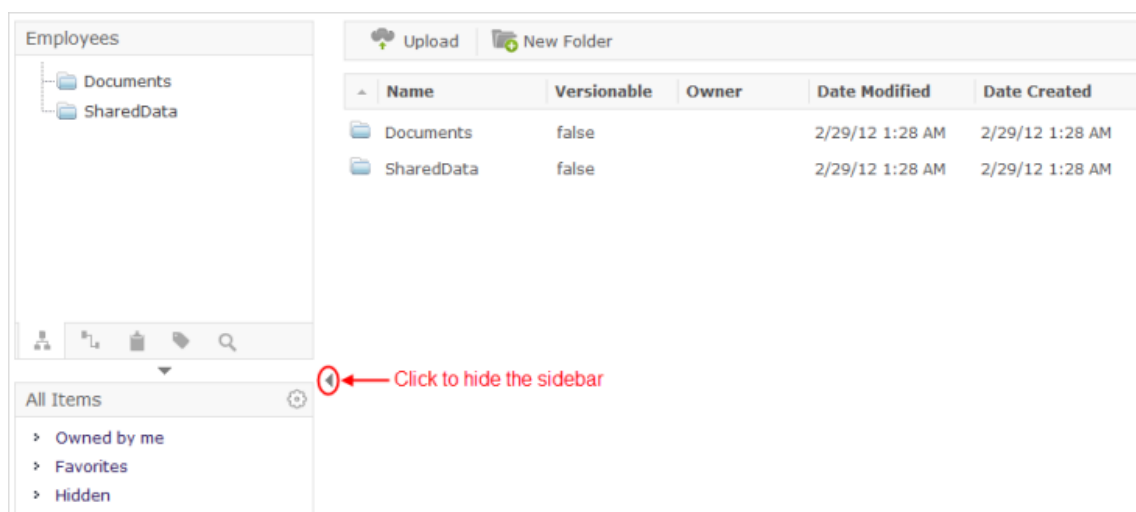 Employees
Documents
SharedData
Upload New Folder
Name Versionable Owner Date Modified Date Created
Documents false 2/29/12 1:28 AM 2/29/12 1:28 AM
SharedData false 2/29/12 1:28 AM 2/29/12 1:28 AM
Click to hide the sidebar
All Items
Owned by me
Favorites
Hidden